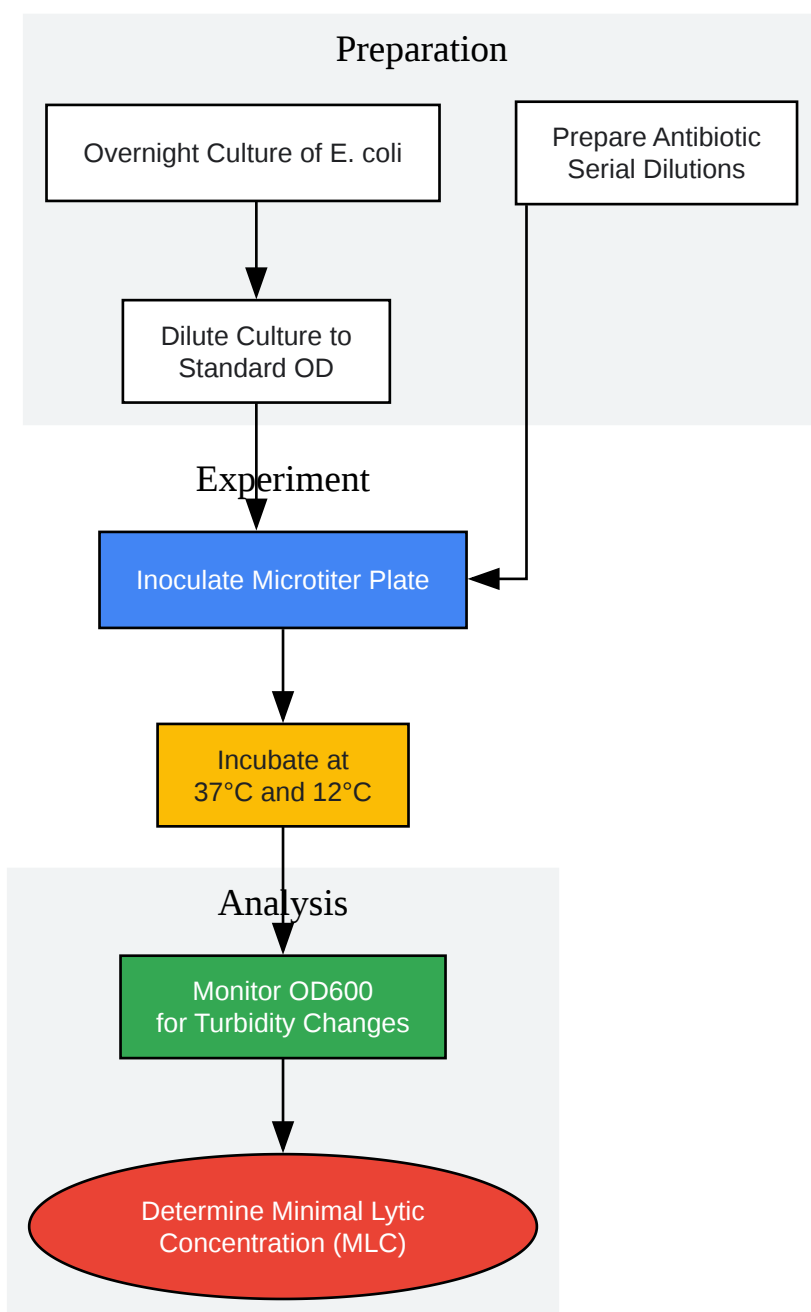 Preparation
Overnight Culture of E. coli
Prepare Antibiotic
Serial Dilutions
Dilute Culture to
Standard OD
Experiment
Inoculate Microtiter Plate
Incubate at
37°C and 12°C
Analysis
Monitor OD600
for Turbidity Changes
Determine Minimal Lytic
Concentration (MLC)